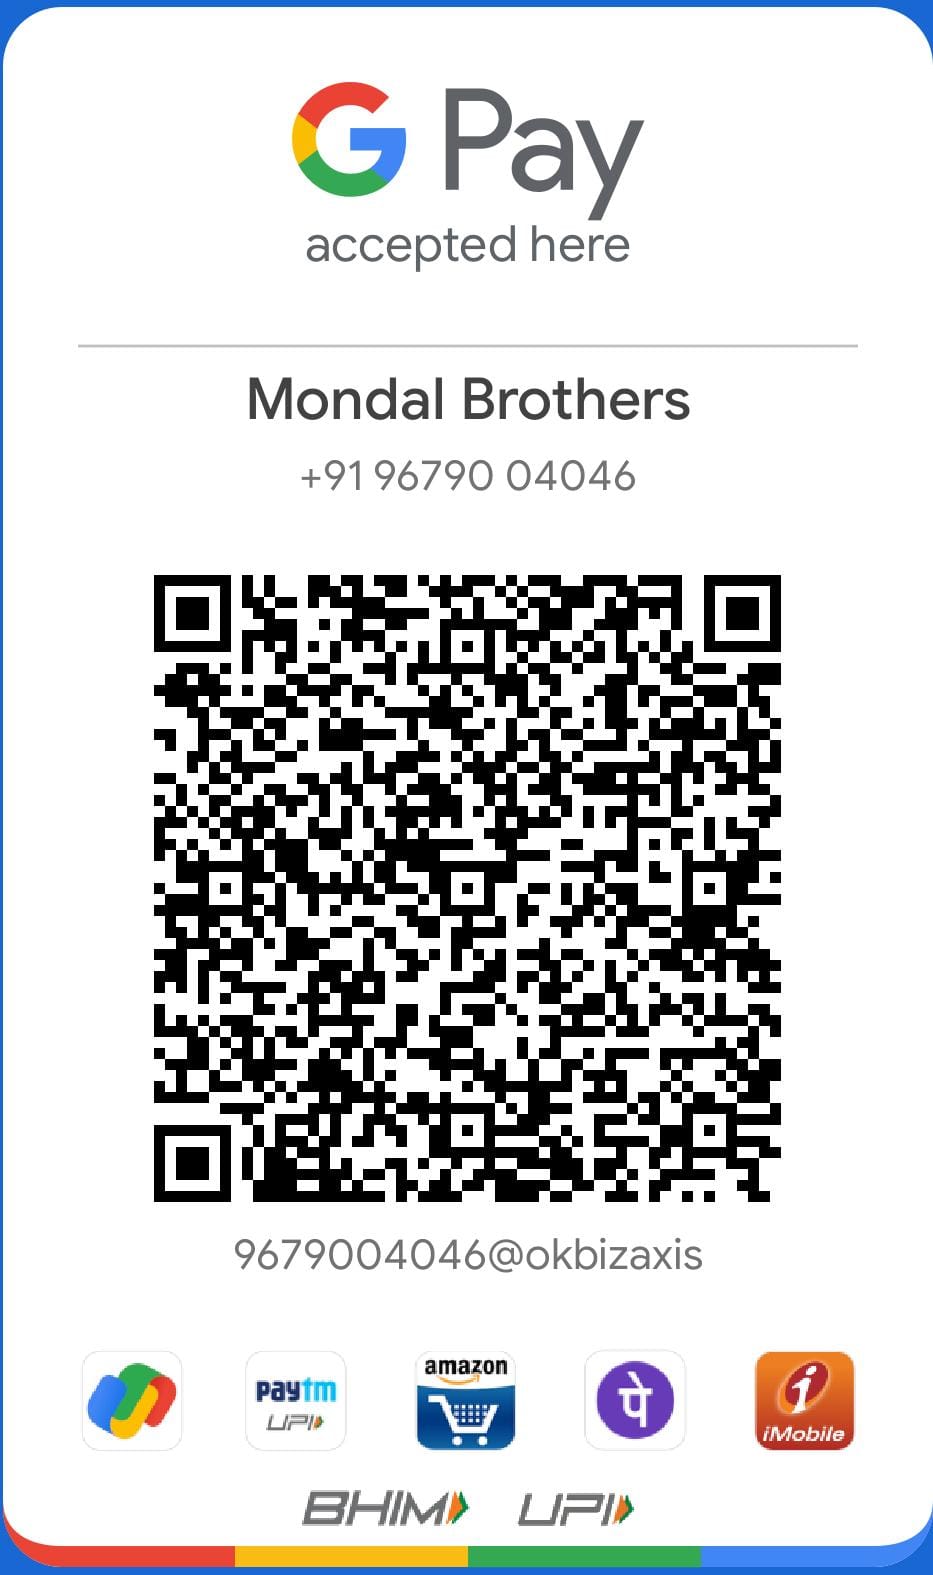 G Pay
accepted here
Mondal Brothers
+91 96790 04046
9679004046@okbizaxis
paytm
UPI
amazon
पे
i
iMobile
BHIM UPI